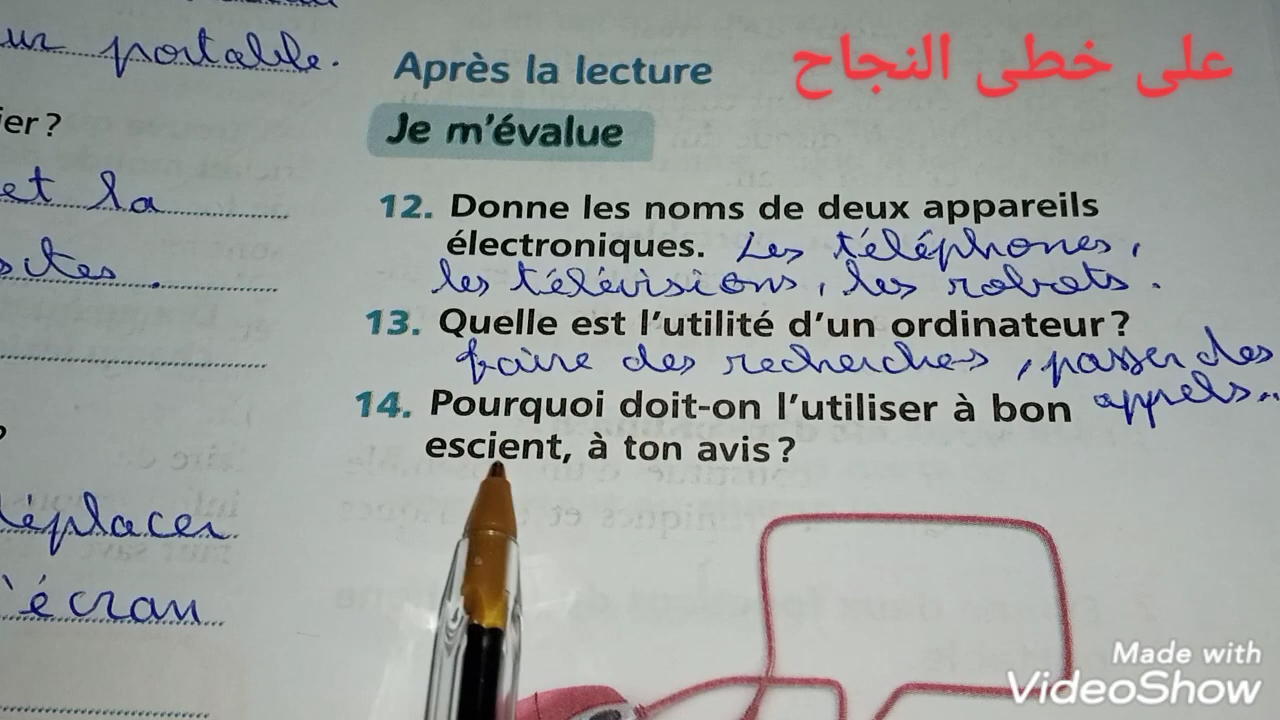 ur portable.
ier ?
et la
sites.
?
déplacer
l'écran
على خطى النجاح
Après la lecture
Je m'évalue
12. Donne les noms de deux appareils
électroniques. Les téléphones,
les télévisions, les robots.
13. Quelle est l'utilité d'un ordinateur ?
faire des recherches, passer des
appels..
14. Pourquoi doit-on l'utiliser à bon
escient, à ton avis ?
Made with
VideoShow